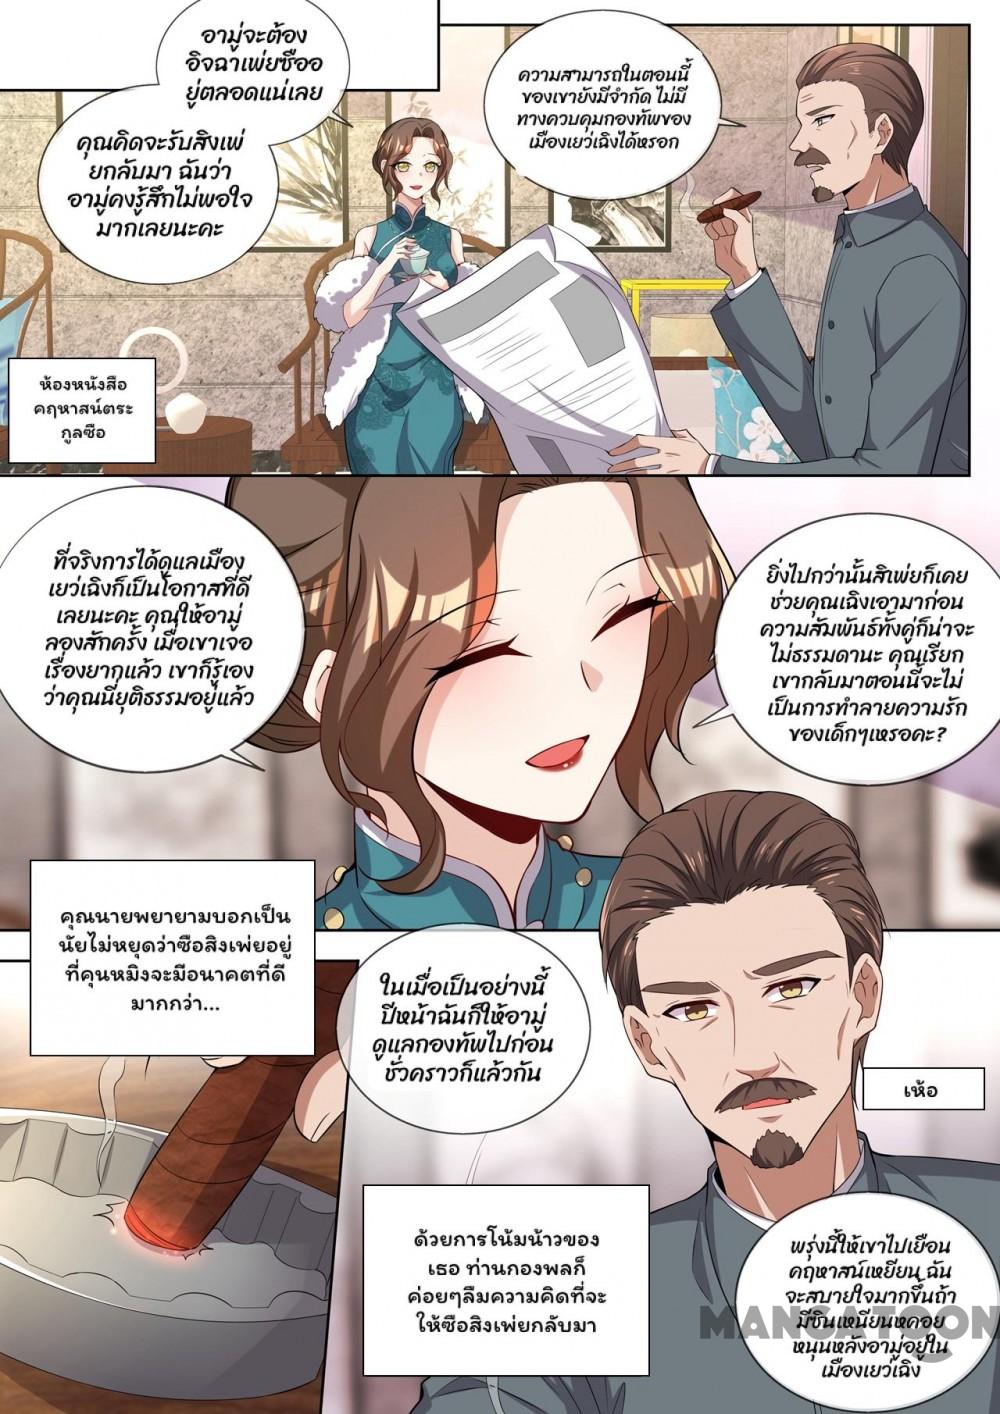 อามู่จะต้อง
อิจฉาเพ่ยซืออ
ยู่ตลอดแน่เลย
คุณคิดจะรับสิงเพ่
ยกลับมา ฉันว่า
อามู่คงรู้สึกไม่พอใจ
มากเลยนะคะ
ความสามารถในตอนนี้
ของเขายังมีจำกัด ไม่มี
ทางควบคุมกองทัพของ
เมืองเยว่เฉิงได้หรอก
ห้องหนังสือ
คฤหาสน์ตระ
กูลซือ
ที่จริงการได้ดูแลเมือง
เยว่เฉิงก็เป็นโอกาสที่ดี
เลยนะคะ คุณให้อามู่
ลองสักครั้ง เมื่อเขาเจอ
เรื่องยากแล้ว เขาก็รู้เอง
ว่าคุณนี่ยุติธรรมอยู่แล้ว
ยิ่งไปกว่านั้นสิเพ่ยก็เคย
ช่วยคุณเฉิงเอามาก่อน
ความสัมพันธ์ทั้งคู่ก็น่าจะ
ไม่ธรรมดานะ คุณเรียก
เขากลับมาตอนนี้จะไม่
เป็นการทำลายความรัก
ของเด็กๆเหรอคะ?
คุณนายพยายามบอกเป็น
นัยไม่หยุดว่าซือสิงเพ่ยอยู่
ที่คุนหมิงจะมีอนาคตที่ดี
มากกว่า...
ในเมื่อเป็นอย่างนี้
ปีหน้าฉันก็ให้อามู่
ดูแลกองทัพไปก่อน
ชั่วคราวก็แล้วกัน
เห้อ
ด้วยการโน้มน้าวของ
เธอ ท่านกองพลก็
ค่อยๆลืมความคิดที่จะ
ให้ซือสิงเพ่ยกลับมา
พรุ่งนี้ให้เขาไปเยือน
คฤหาสน์เหยียน ฉัน
จะสบายใจมากขึ้นถ้า
มีซินเหนียนหคอย
หนุนหลังอามู่อยู่ใน
เมืองเยว่เฉิง
MANGATOON